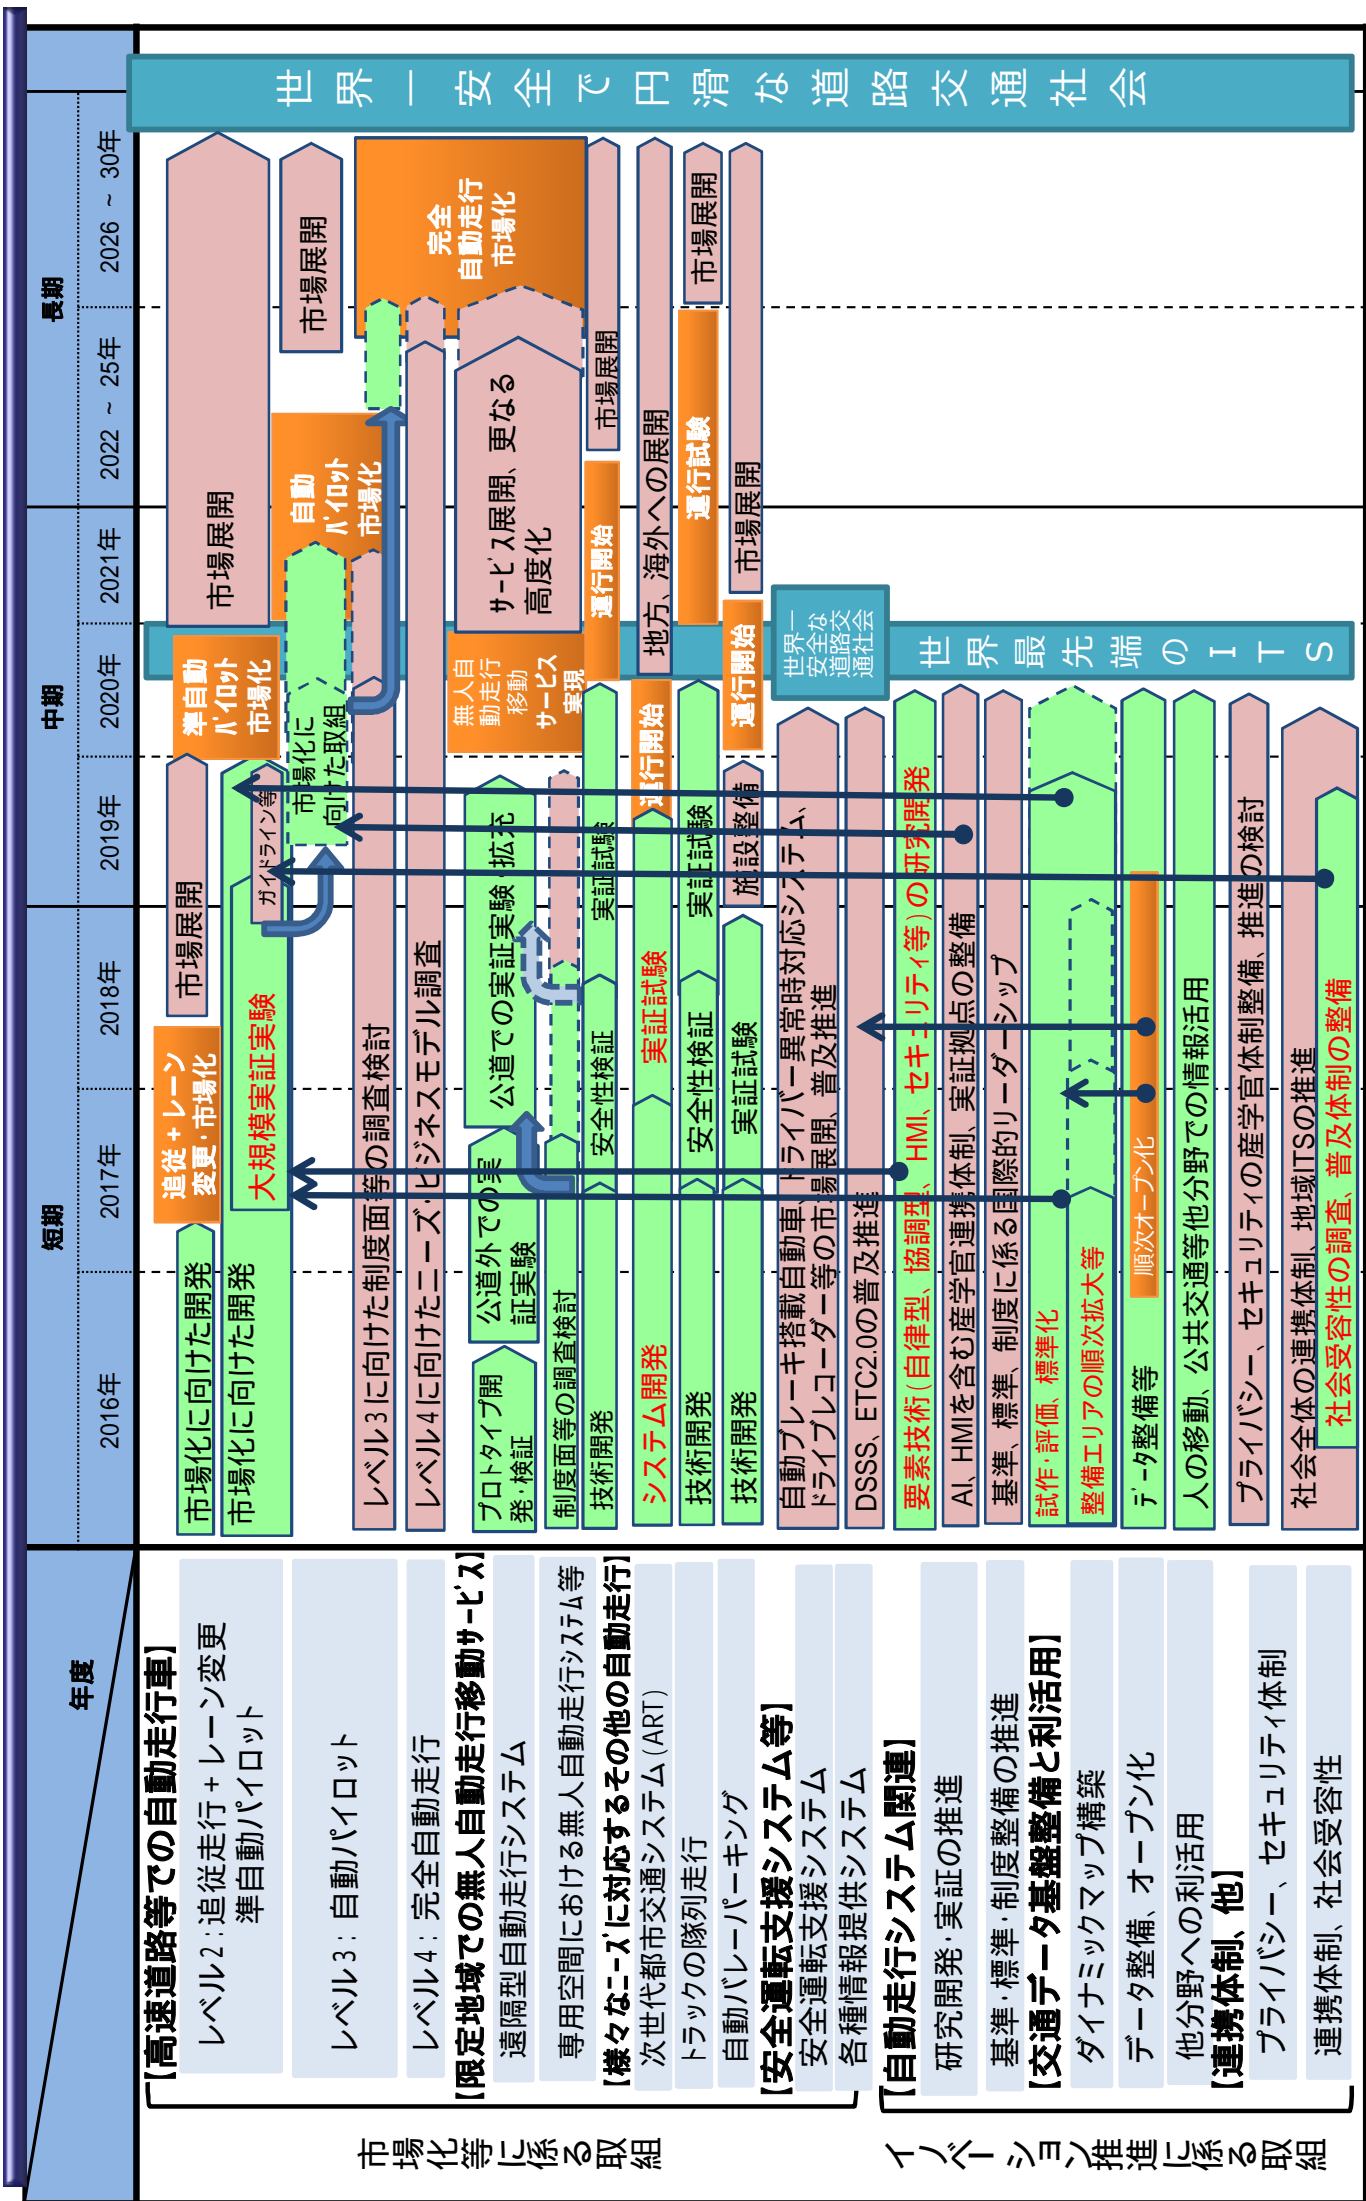 年度
短期
中期
長期
2016年
2017年
2018年
2019年
2020年
2021年
2022 ~ 25年
2026 ~ 30年
市場化等に係る取組
【高速道路等での自動走行車】
レベル2:追従走行+レーン変更
準自動パイロット
レベル3: 自動パイロット
レベル4: 完全自動走行
【限定地域での無人自動走行移動サービス】
遠隔型自動走行システム
専用空間における無人自動走行システム等
【様々なニーズに対応するその他の自動走行】
次世代都市交通システム(ART)
トラックの隊列走行
自動バレーパーキング
【安全運転支援システム等】
安全運転支援システム
各種情報提供システム
イノベーション推進に係る取組
【自動走行システム関連】
研究開発・実証の推進
基準・標準・制度整備の推進
【交通データ基盤整備と利活用】
ダイナミックマップ構築
データ整備、オープン化
他分野への利活用
【連携体制、他】
プライバシー、セキュリティ体制
連携体制、社会受容性
市場化に向けた開発
追従+レーン
変更・市場化
市場展開
準自動
パイロット
市場化
市場展開
市場化に向けた開発
大規模実証実験
ガイドライン等
市場化に
向けた取組
自動
パイロット
市場化
市場展開
レベル3に向けた制度面等の調査検討
レベル4に向けたニーズ・ビジネスモデル調査
完全
自動走行
市場化
プロトタイプ開
発・検証
公道外での実
証実験
公道での実証実験・拡充
無人自
動走行
移動
サービス
実現
サービス展開、更なる
高度化
制度面等の調査検討
技術開発
安全性検証
実証試験
運行開始
市場展開
システム開発
実証試験
運行開始
地方、海外への展開
技術開発
安全性検証
実証試験
運行試験
市場展開
技術開発
実証試験
施設整備
運行開始
市場展開
自動ブレーキ搭載自動車、ドライバー異常時対応システム、
ドライブレコーダー等の市場展開、普及推進
世界一
安全な
道路交
通社会
DSSS、ETC2.0の普及推進
要素技術(自律型、協調型、HMI、セキュリティ等)の研究開発
AI、HMIを含む産学官連携体制、実証拠点の整備
基準、標準、制度に係る国際的リーダーシップ
試作・評価、標準化
整備エリアの順次拡大等
データ整備等
順次オープン化
人の移動、公共交通等他分野での情報活用
プライバシー、セキュリティの産学官体制整備、推進の検討
社会全体の連携体制、地域ITSの推進
社会受容性の調査、普及体制の整備
世界最先端のITS
世界一安全で円滑な道路交通社会